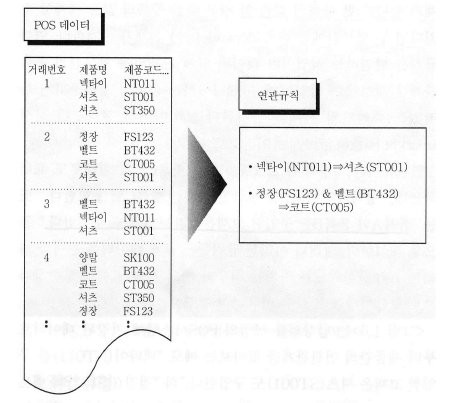 POS 데이터
거래번호 제품명 제품코드...
1 넥타이 NT011
셔츠 ST001
셔츠 ST350
2 정장 FS123
벨트 BT432
코트 CT005
셔츠 ST001
3 벨트 BT432
넥타이 NT011
셔츠 ST001
4 양말 SK100
벨트 BT432
코트 CT005
셔츠 ST350
정장 FS123
연관규칙
• 넥타이(NT011)⇒셔츠(ST001)
• 정장(FS123) & 벨트(BT432)
⇒코트(CT005)